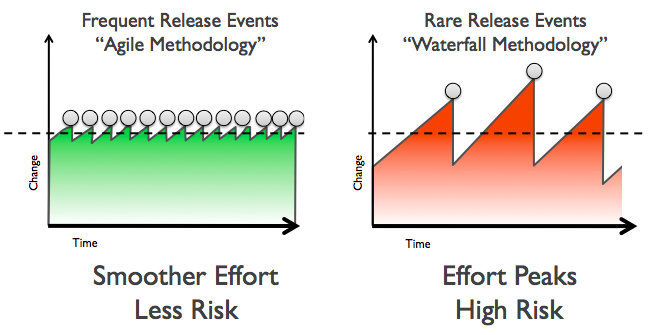 Frequent Release Events
“Agile Methodology”
Change
Time
Smoother Effort
Less Risk
Rare Release Events
“Waterfall Methodology”
Change
Time
Effort Peaks
High Risk